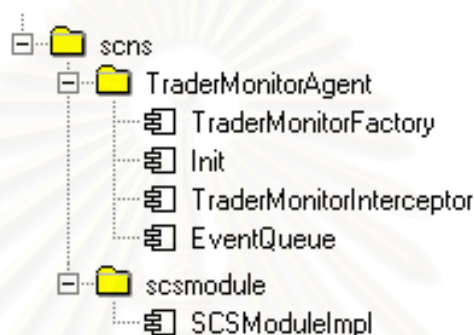 scns
TraderMonitorAgent
TraderMonitorFactory
Init
TraderMonitorInterceptor
EventQueue
scsmodule
SCSModuleImpl